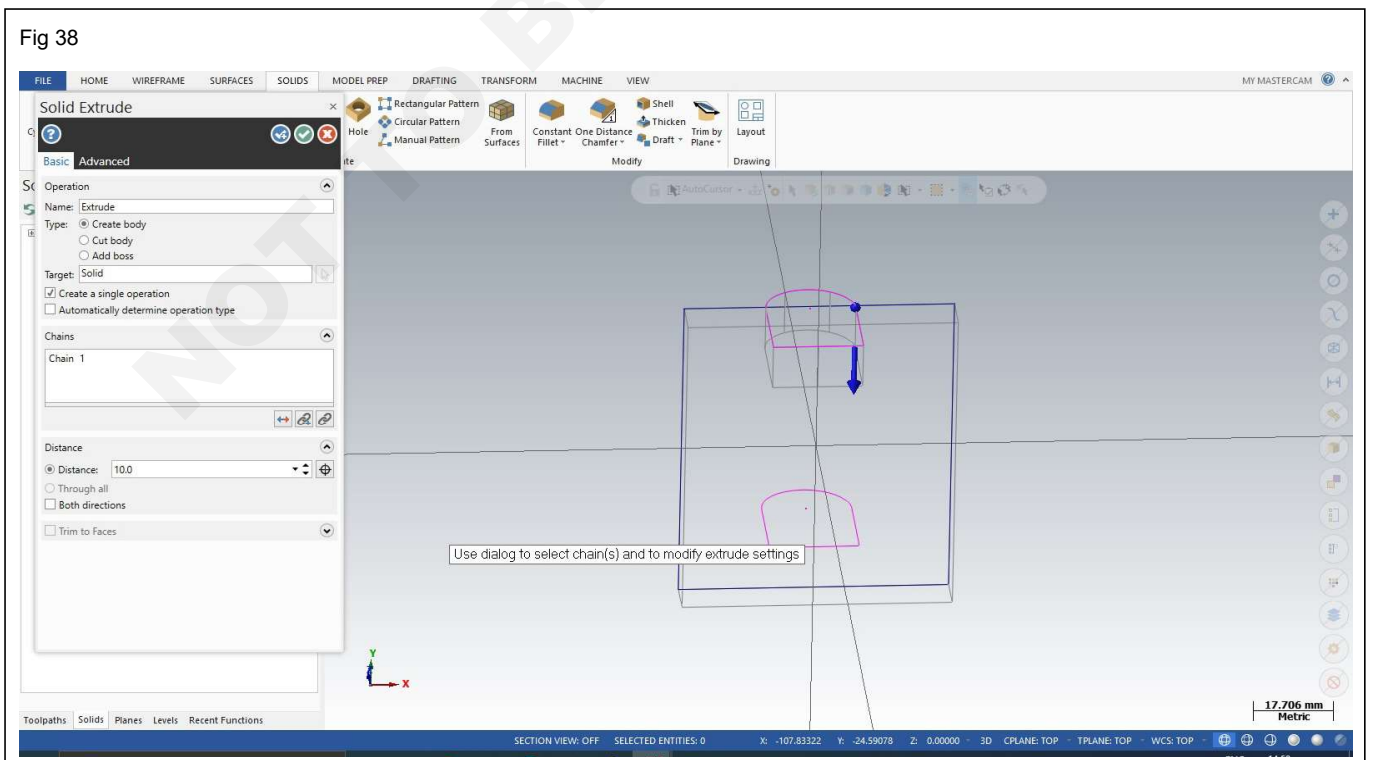 Fig 38
FILE HOME WIREFRAME SURFACES SOLIDS MODEL PREP DRAFTING TRANSFORM MACHINE VIEW MY MASTERCAM
Solid Extrude
Basic Advanced
Hole
Rectangular Pattern
Circular Pattern
Manual Pattern
From
Surfaces
Constant
Fillet
One Distance
Chamfer
Shell
Thicken
Draft
Trim by
Plane
Layout
Modify
Drawing
Operation
Name: Extrude
Type: Create body
Cut body
Add boss
Target: Solid
Create a single operation
Automatically determine operation type
Chains
Chain 1
Distance
Distance: 10.0
Through all
Both directions
Trim to Faces
AutoCursor
Use dialog to select chain(s) and to modify extrude settings
Y
X
17.706 mm
Metric
Toolpaths Solids Planes Levels Recent Functions
SECTION VIEW: OFF SELECTED ENTITIES: 0 X: -107.83322 Y: -24.59078 Z: 0.00000 3D CPLANE: TOP TPLANE: TOP WCS: TOP
NOT TO